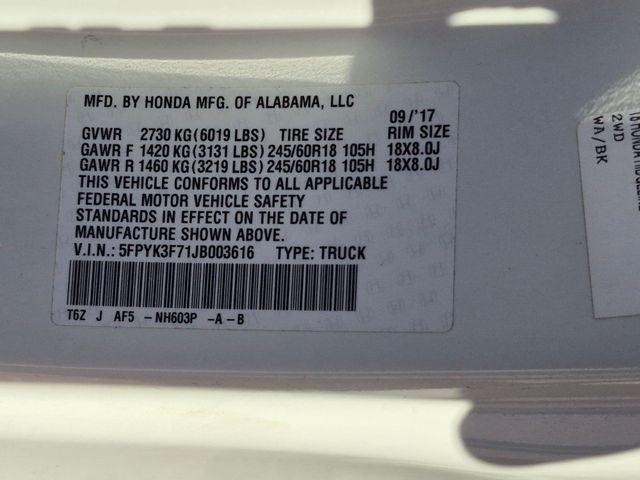 MFD. BY HONDA MFG. OF ALABAMA, LLC
09/'17
GVWR 2730 KG(6019 LBS) TIRE SIZE RIM SIZE
GAWR F 1420 KG(3131 LBS)245/60R18 105H 18X8.0J
GAWR R 1460 KG(3219 LBS)245/60R18 105H 18X8.0J
THIS VEHICLE CONFORMS TO ALL APPLICABLE
FEDERAL MOTOR VEHICLE SAFETY
STANDARDS IN EFFECT ON THE DATE OF
MANUFACTURE SHOWN ABOVE.
V.I.N.: 5FPYK3F71JB003616 TYPE: TRUCK
T6Z J AF5 -NH603P -A-B
2WD
WA/BK